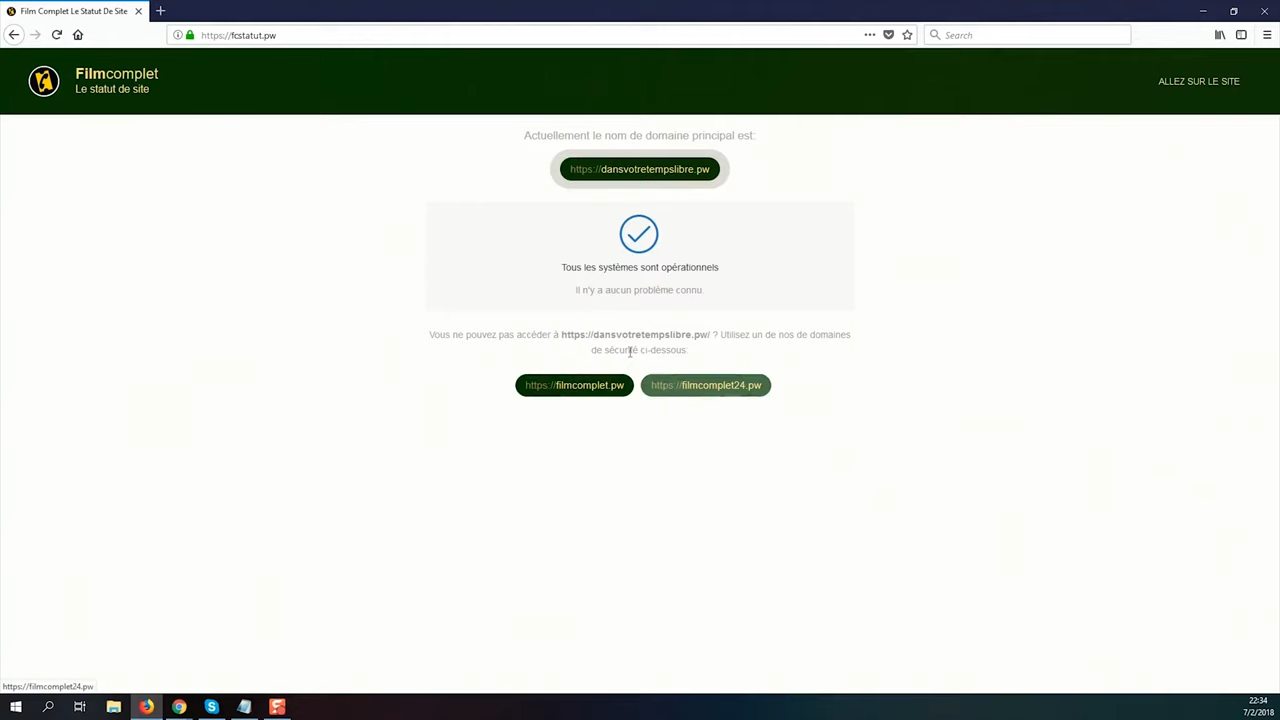 Film Complet Le Statut De Site
https://fcstatut.pw
Search
Filmcomplet
Le statut de site
ALLEZ SUR LE SITE
Actuellement le nom de domaine principal est:
https://dansvotretempslibre.pw
Tous les systèmes sont opérationnels
Il n'y a aucun problème connu.
Vous ne pouvez pas accéder à https://dansvotretempslibre.pw/ ? Utilisez un de nos de domaines
de sécurité ci-dessous:
https://filmcomplet.pw https://filmcomplet24.pw
https://filmcomplet24.pw
22:34
7/2/2018